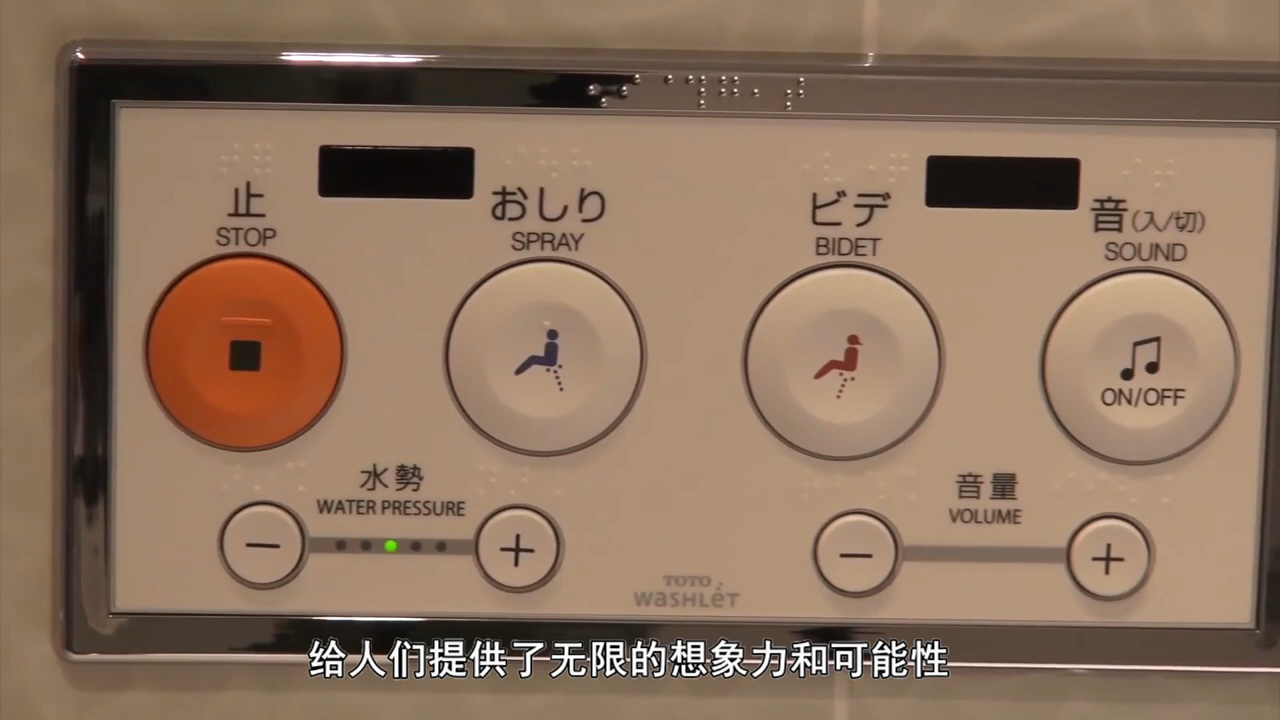 止
STOP
おしり
SPRAY
ビデ
BIDET
音(入/切)
SOUND
ON/OFF
水勢
WATER PRESSURE
− +
音量
VOLUME
− +
TOTO
WASHLET
给人们提供了无限的想象力和可能性